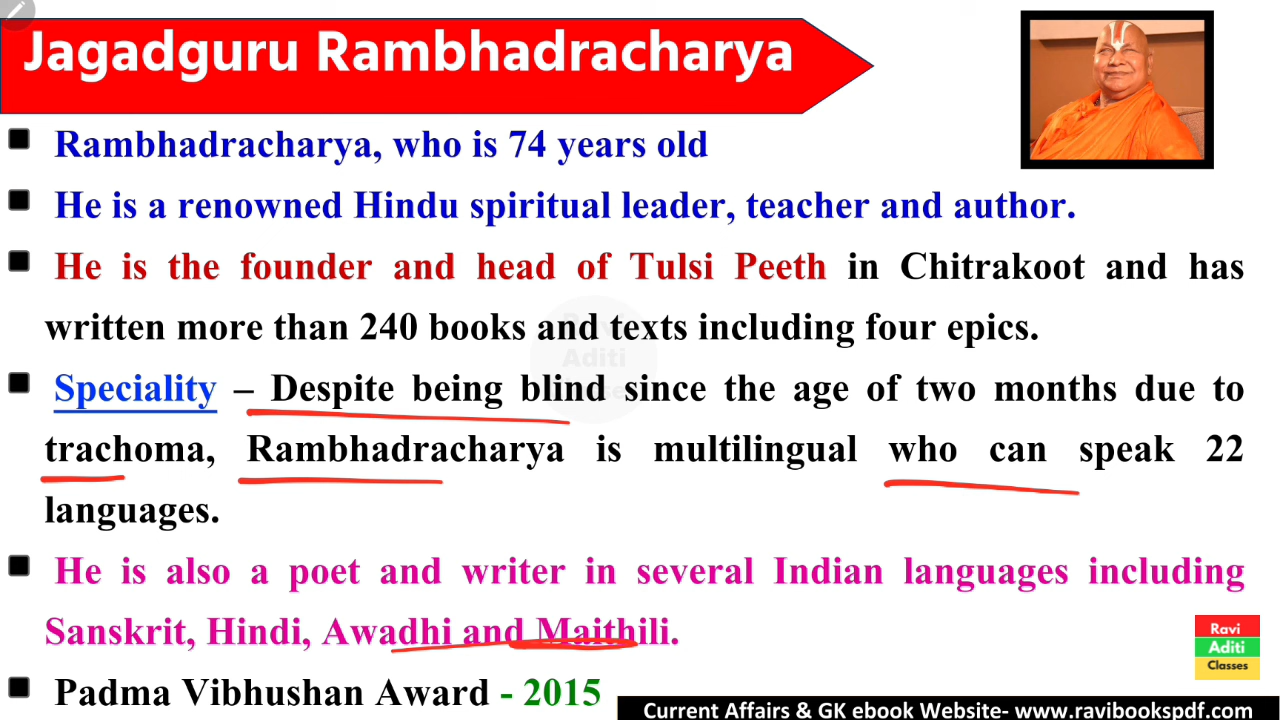 Jagadguru Rambhadracharya
Rambhadracharya, who is 74 years old
He is a renowned Hindu spiritual leader, teacher and author.
He is the founder and head of Tulsi Peeth in Chitrakoot and has
written more than 240 books and texts including four epics.
Speciality – Despite being blind since the age of two months due to
trachoma, Rambhadracharya is multilingual who can speak 22
languages.
He is also a poet and writer in several Indian languages including
Sanskrit, Hindi, Awadhi and Maithili.
Padma Vibhushan Award - 2015
Ravi
Aditi
Classes
Current Affairs & GK ebook Website- www.ravibookspdf.com